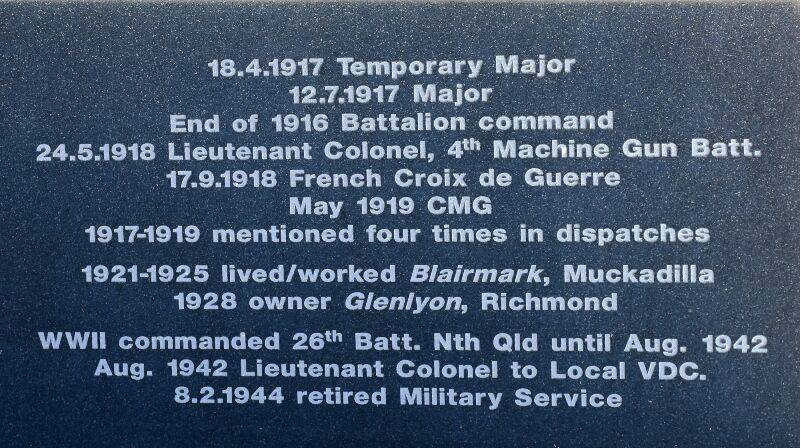 18.4.1917 Temporary Major
12.7.1917 Major
End of 1916 Battalion command
24.5.1918 Lieutenant Colonel, 4th Machine Gun Batt.
17.9.1918 French Croix de Guerre
May 1919 CMG
1917-1919 mentioned four times in dispatches
1921-1925 lived/worked Blairmark, Muckadilla
1928 owner Glenlyon, Richmond
WWII commanded 26th Batt. Nth Qld until Aug. 1942
Aug. 1942 Lieutenant Colonel to Local VDC.
8.2.1944 retired Military Service